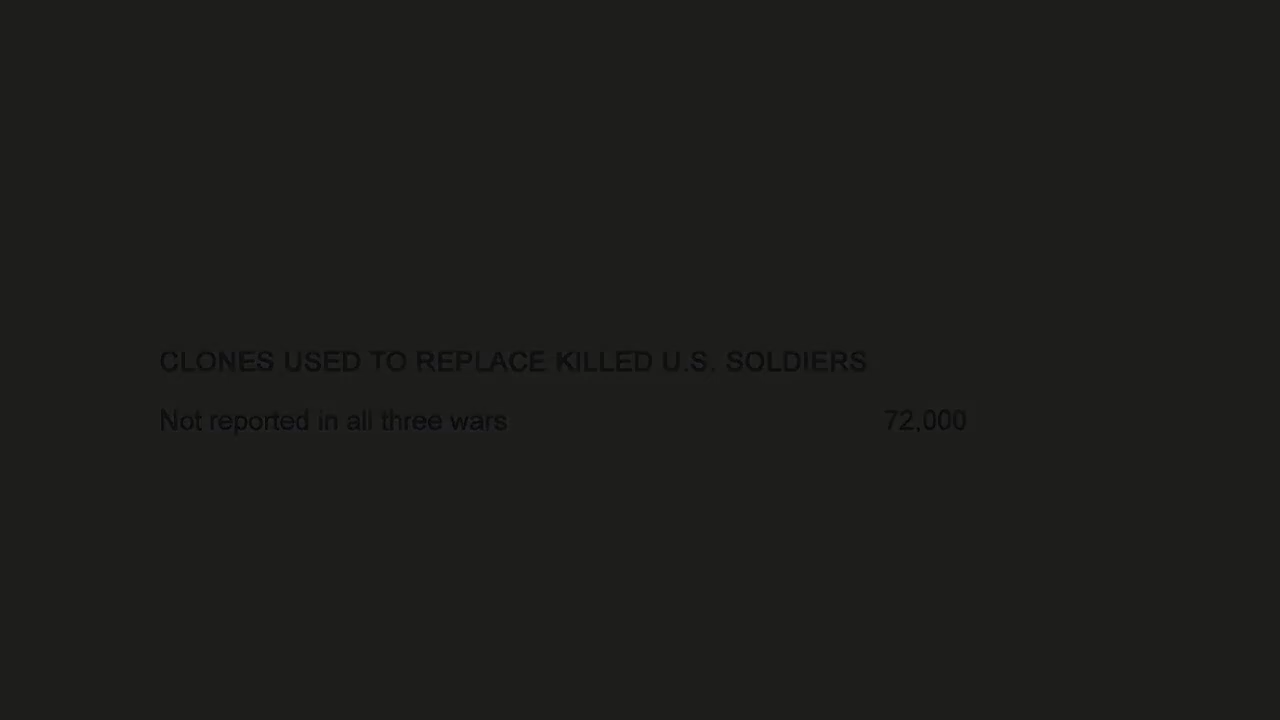 CLONES USED TO REPLACE KILLED U.S. SOLDIERS
Not reported in all three wars 72,000